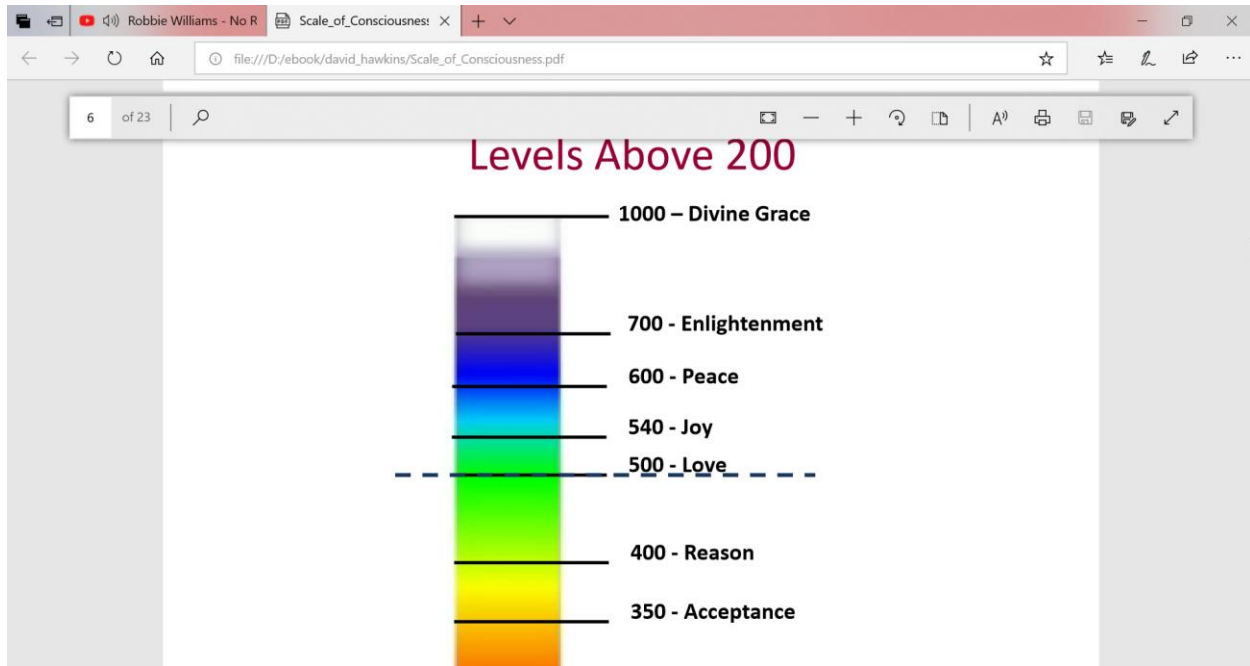 Robbie Williams - No R
Scale_of_Consciousness
file:///D:/ebook/david_hawkins/Scale_of_Consciousness.pdf
6 of 23
Levels Above 200
1000 – Divine Grace
700 - Enlightenment
600 - Peace
540 - Joy
500 - Love
400 - Reason
350 - Acceptance